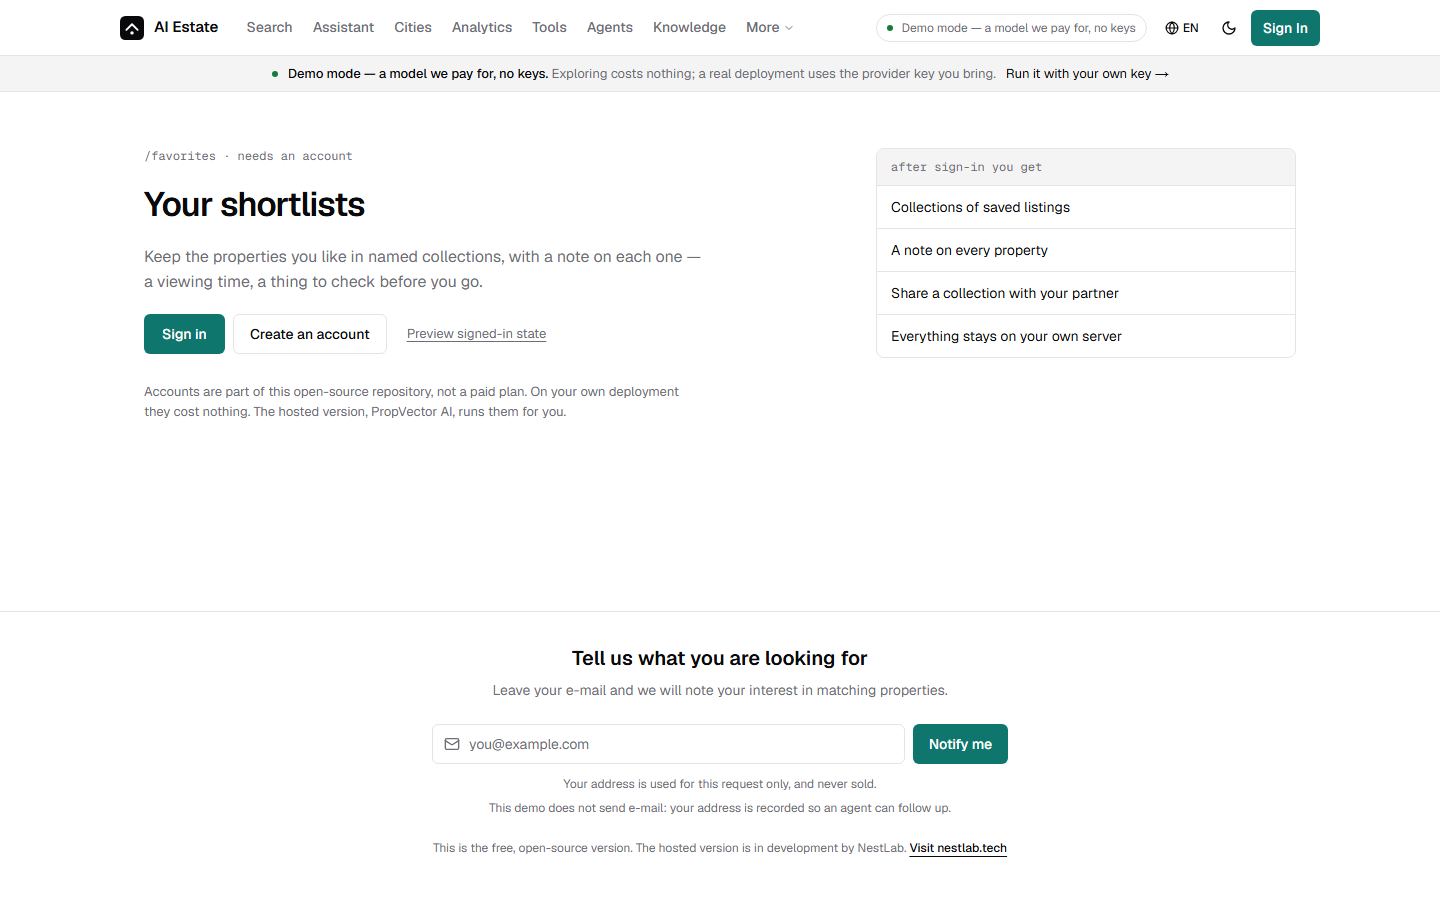 AI Estate
Search
Assistant
Cities
Analytics
Tools
Agents
Knowledge
More
Demo mode — a model we pay for, no keys
EN
Sign In
Demo mode — a model we pay for, no keys. Exploring costs nothing; a real deployment uses the provider key you bring. Run it with your own key →
/favorites · needs an account
Your shortlists
Keep the properties you like in named collections, with a note on each one —
a viewing time, a thing to check before you go.
Sign in
Create an account
Preview signed-in state
Accounts are part of this open-source repository, not a paid plan. On your own deployment
they cost nothing. The hosted version, PropVector AI, runs them for you.
after sign-in you get
Collections of saved listings
A note on every property
Share a collection with your partner
Everything stays on your own server
Tell us what you are looking for
Leave your e-mail and we will note your interest in matching properties.
you@example.com
Notify me
Your address is used for this request only, and never sold.
This demo does not send e-mail: your address is recorded so an agent can follow up.
This is the free, open-source version. The hosted version is in development by NestLab. Visit nestlab.tech